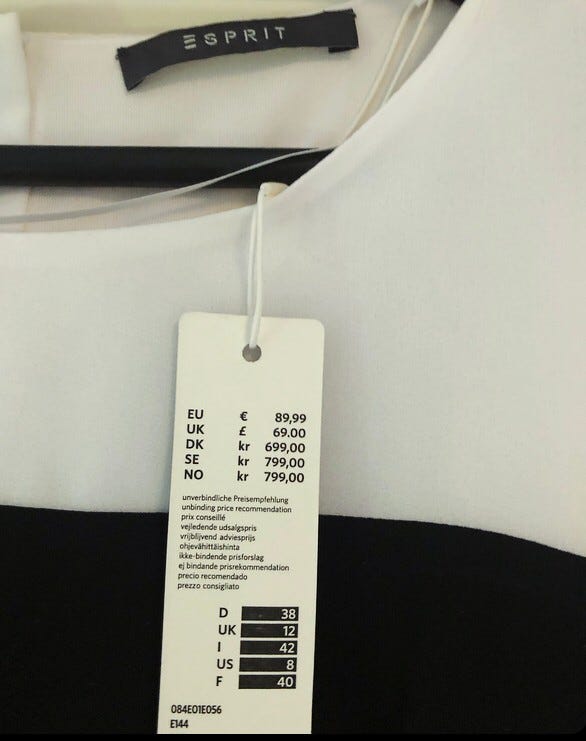 ESPRIT
EU € 89,99
UK £ 69.00
DK kr 699,00
SE kr 799,00
NO kr 799,00
unverbindliche Preisempfehlung
unbinding price recommendation
prix conseillé
vejledende udsalgspris
vrijblijvend adviesprijs
ohjevähittäishinta
ikke-bindende prisforslag
ej bindande prisrekommendation
precio recomendado
prezzo consigliato
D 38
UK 12
I 42
US 8
F 40
084E01E056
E144